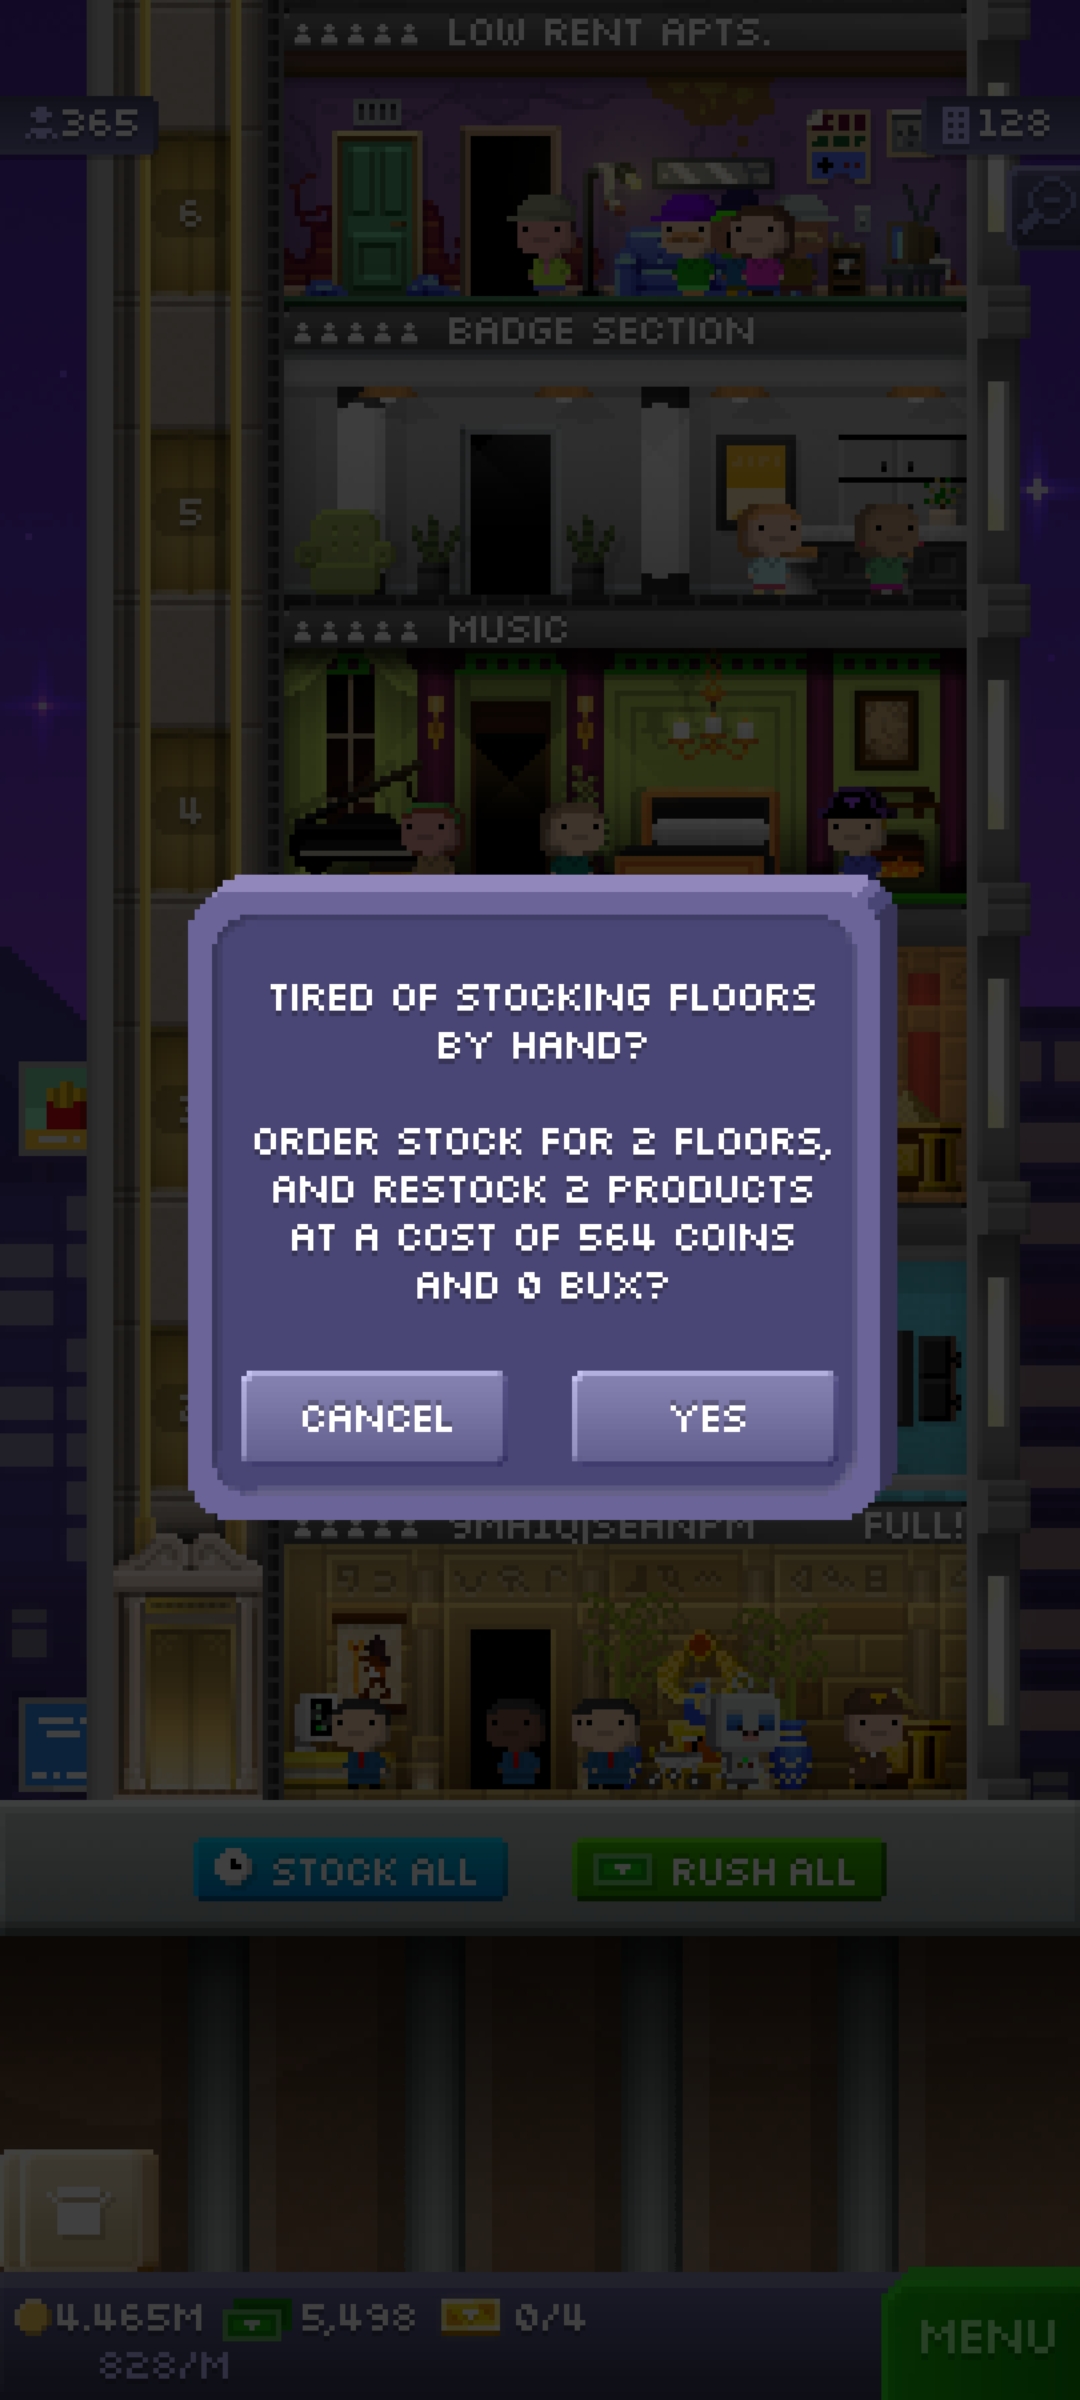 LOW RENT APTS.
365
128
6
BADGE SECTION
5
MUSIC
4
TIRED OF STOCKING FLOORS
BY HAND?
ORDER STOCK FOR 2 FLOORS,
AND RESTOCK 2 PRODUCTS
AT A COST OF 564 COINS
AND 0 BUX?
CANCEL
YES
FULL!
STOCK ALL
RUSH ALL
4.465M
5,498
0/4
828/M
MENU